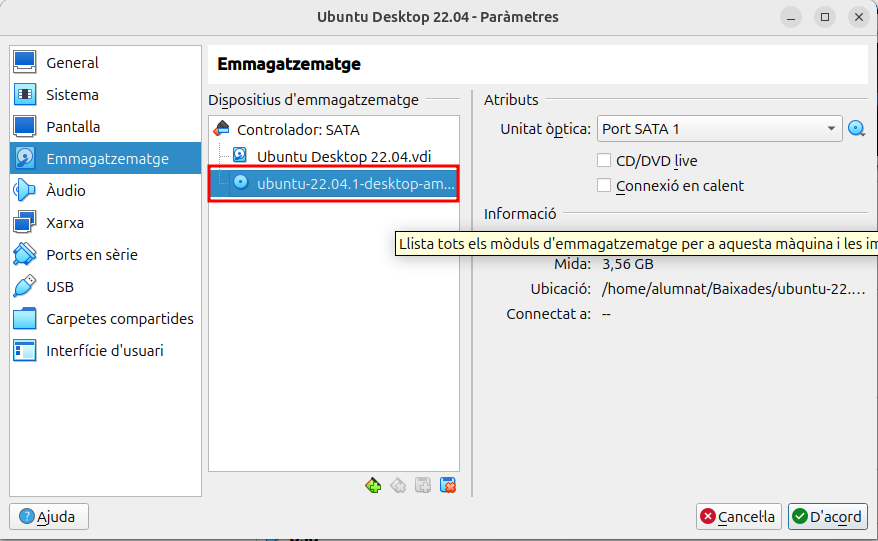 Ubuntu Desktop 22.04 - Paràmetres
General
Sistema
Pantalla
Emmagatzematge
Àudio
Xarxa
Ports en sèrie
USB
Carpetes compartides
Interfície d'usuari
Emmagatzematge
Dispositius d'emmagatzematge
Controlador: SATA
Ubuntu Desktop 22.04.vdi
ubuntu-22.04.1-desktop-am...
Atributs
Unitat òptica: Port SATA 1
CD/DVD live
Connexió en calent
Informació
Llista tots els mòduls d'emmagatzematge per a aquesta màquina i les im
Mida: 3,56 GB
Ubicació: /home/alumnat/Baixades/ubuntu-22....
Connectat a: --
Ajuda
Cancel·la
D'acord